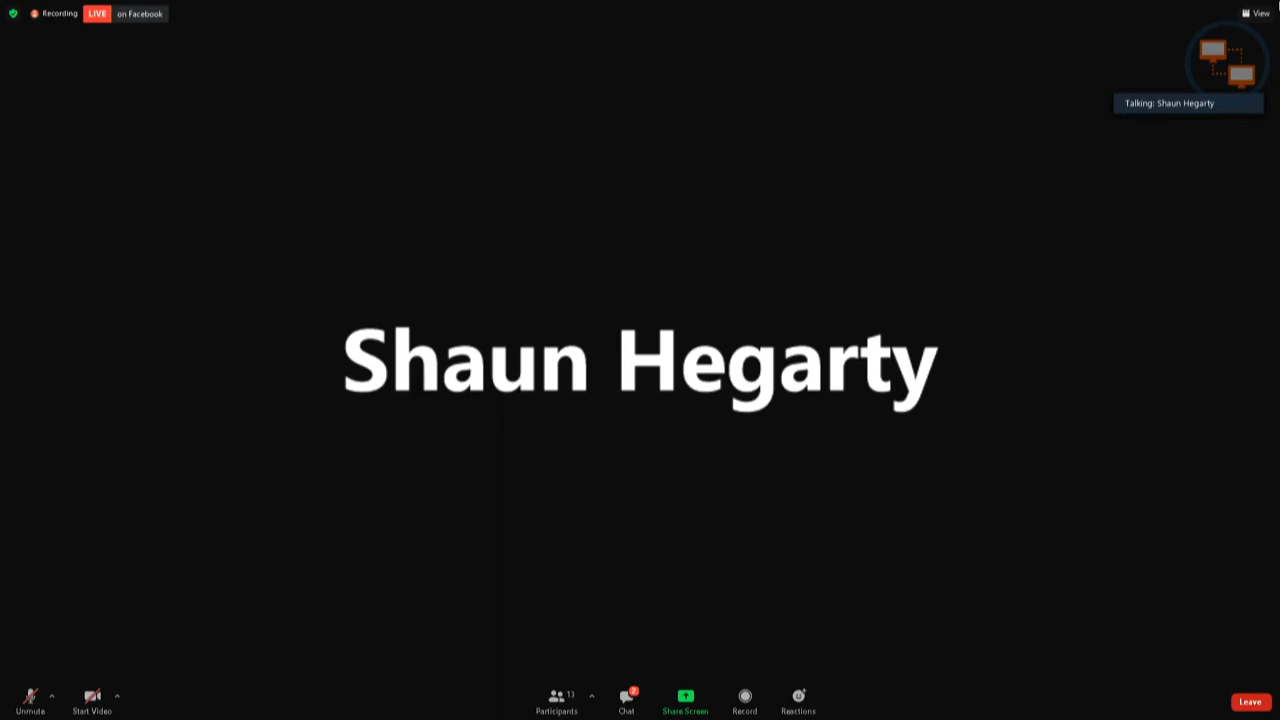 Recording LIVE on Facebook
View
Talking: Shaun Hegarty
Shaun Hegarty
13
2
Unmute Start Video Participants Chat Share Screen Record Reactions Leave